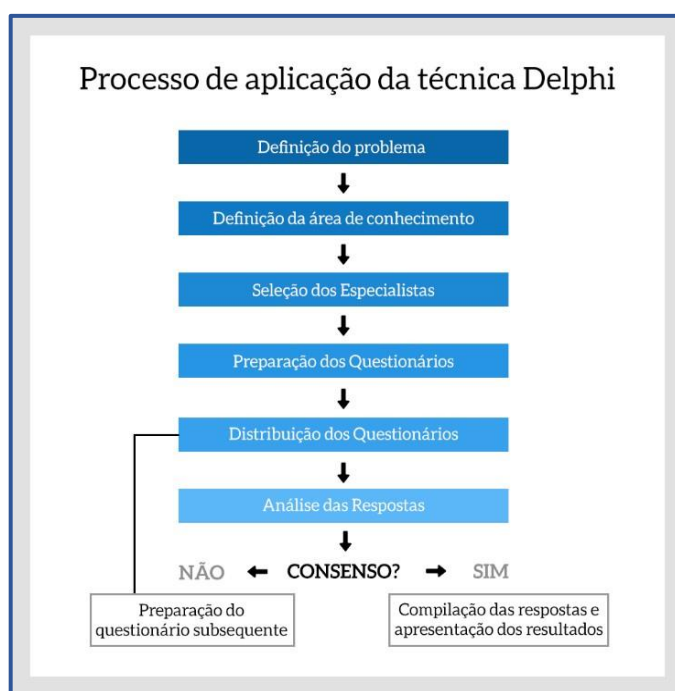 Processo de aplicação da técnica Delphi
Definição do problema
Definição da área de conhecimento
Seleção dos Especialistas
Preparação dos Questionários
Distribuição dos Questionários
Análise das Respostas
NÃO CONSENSO? SIM
Preparação do
questionário subsequente
Compilação das respostas e
apresentação dos resultados